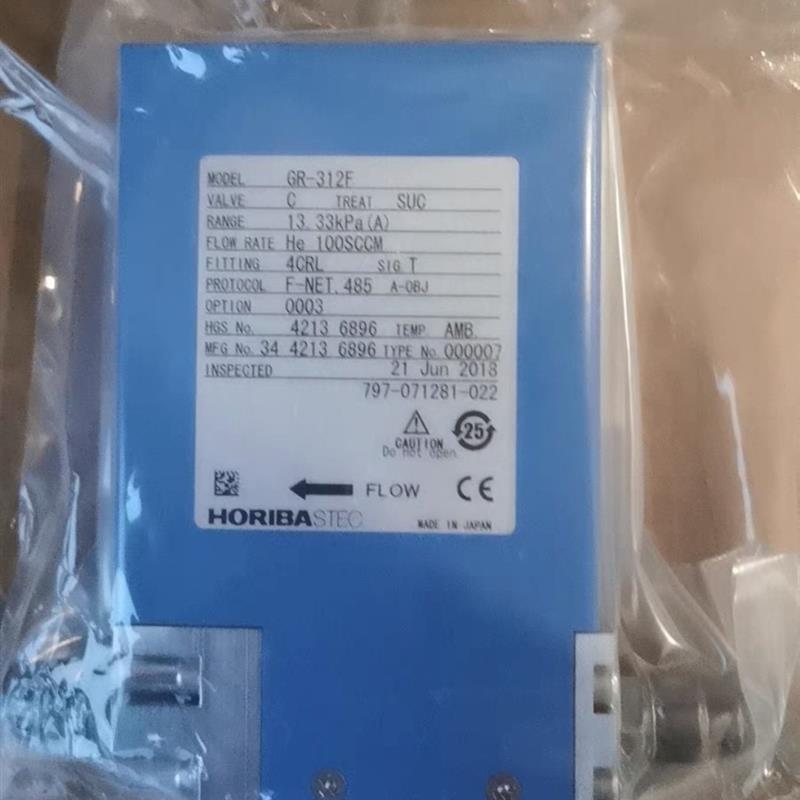 MODEL GR-312F
VALVE C TREAT SUC
RANGE 13.33kPa(A)
FLOW RATE He 100SCCM
FITTING 4CRL SIG T
PROTOCOL F-NET.485 A-OBJ
OPTION 0003
HGS No. 4213 6896 TEMP. AMB.
MFG No. 34 4213 6896 TYPE No. 000007
INSPECTED 21 Jun 2018
797-071281-022
25
CAUTION
Do not open
FLOW CE
HORIBASTEC MADE IN JAPAN